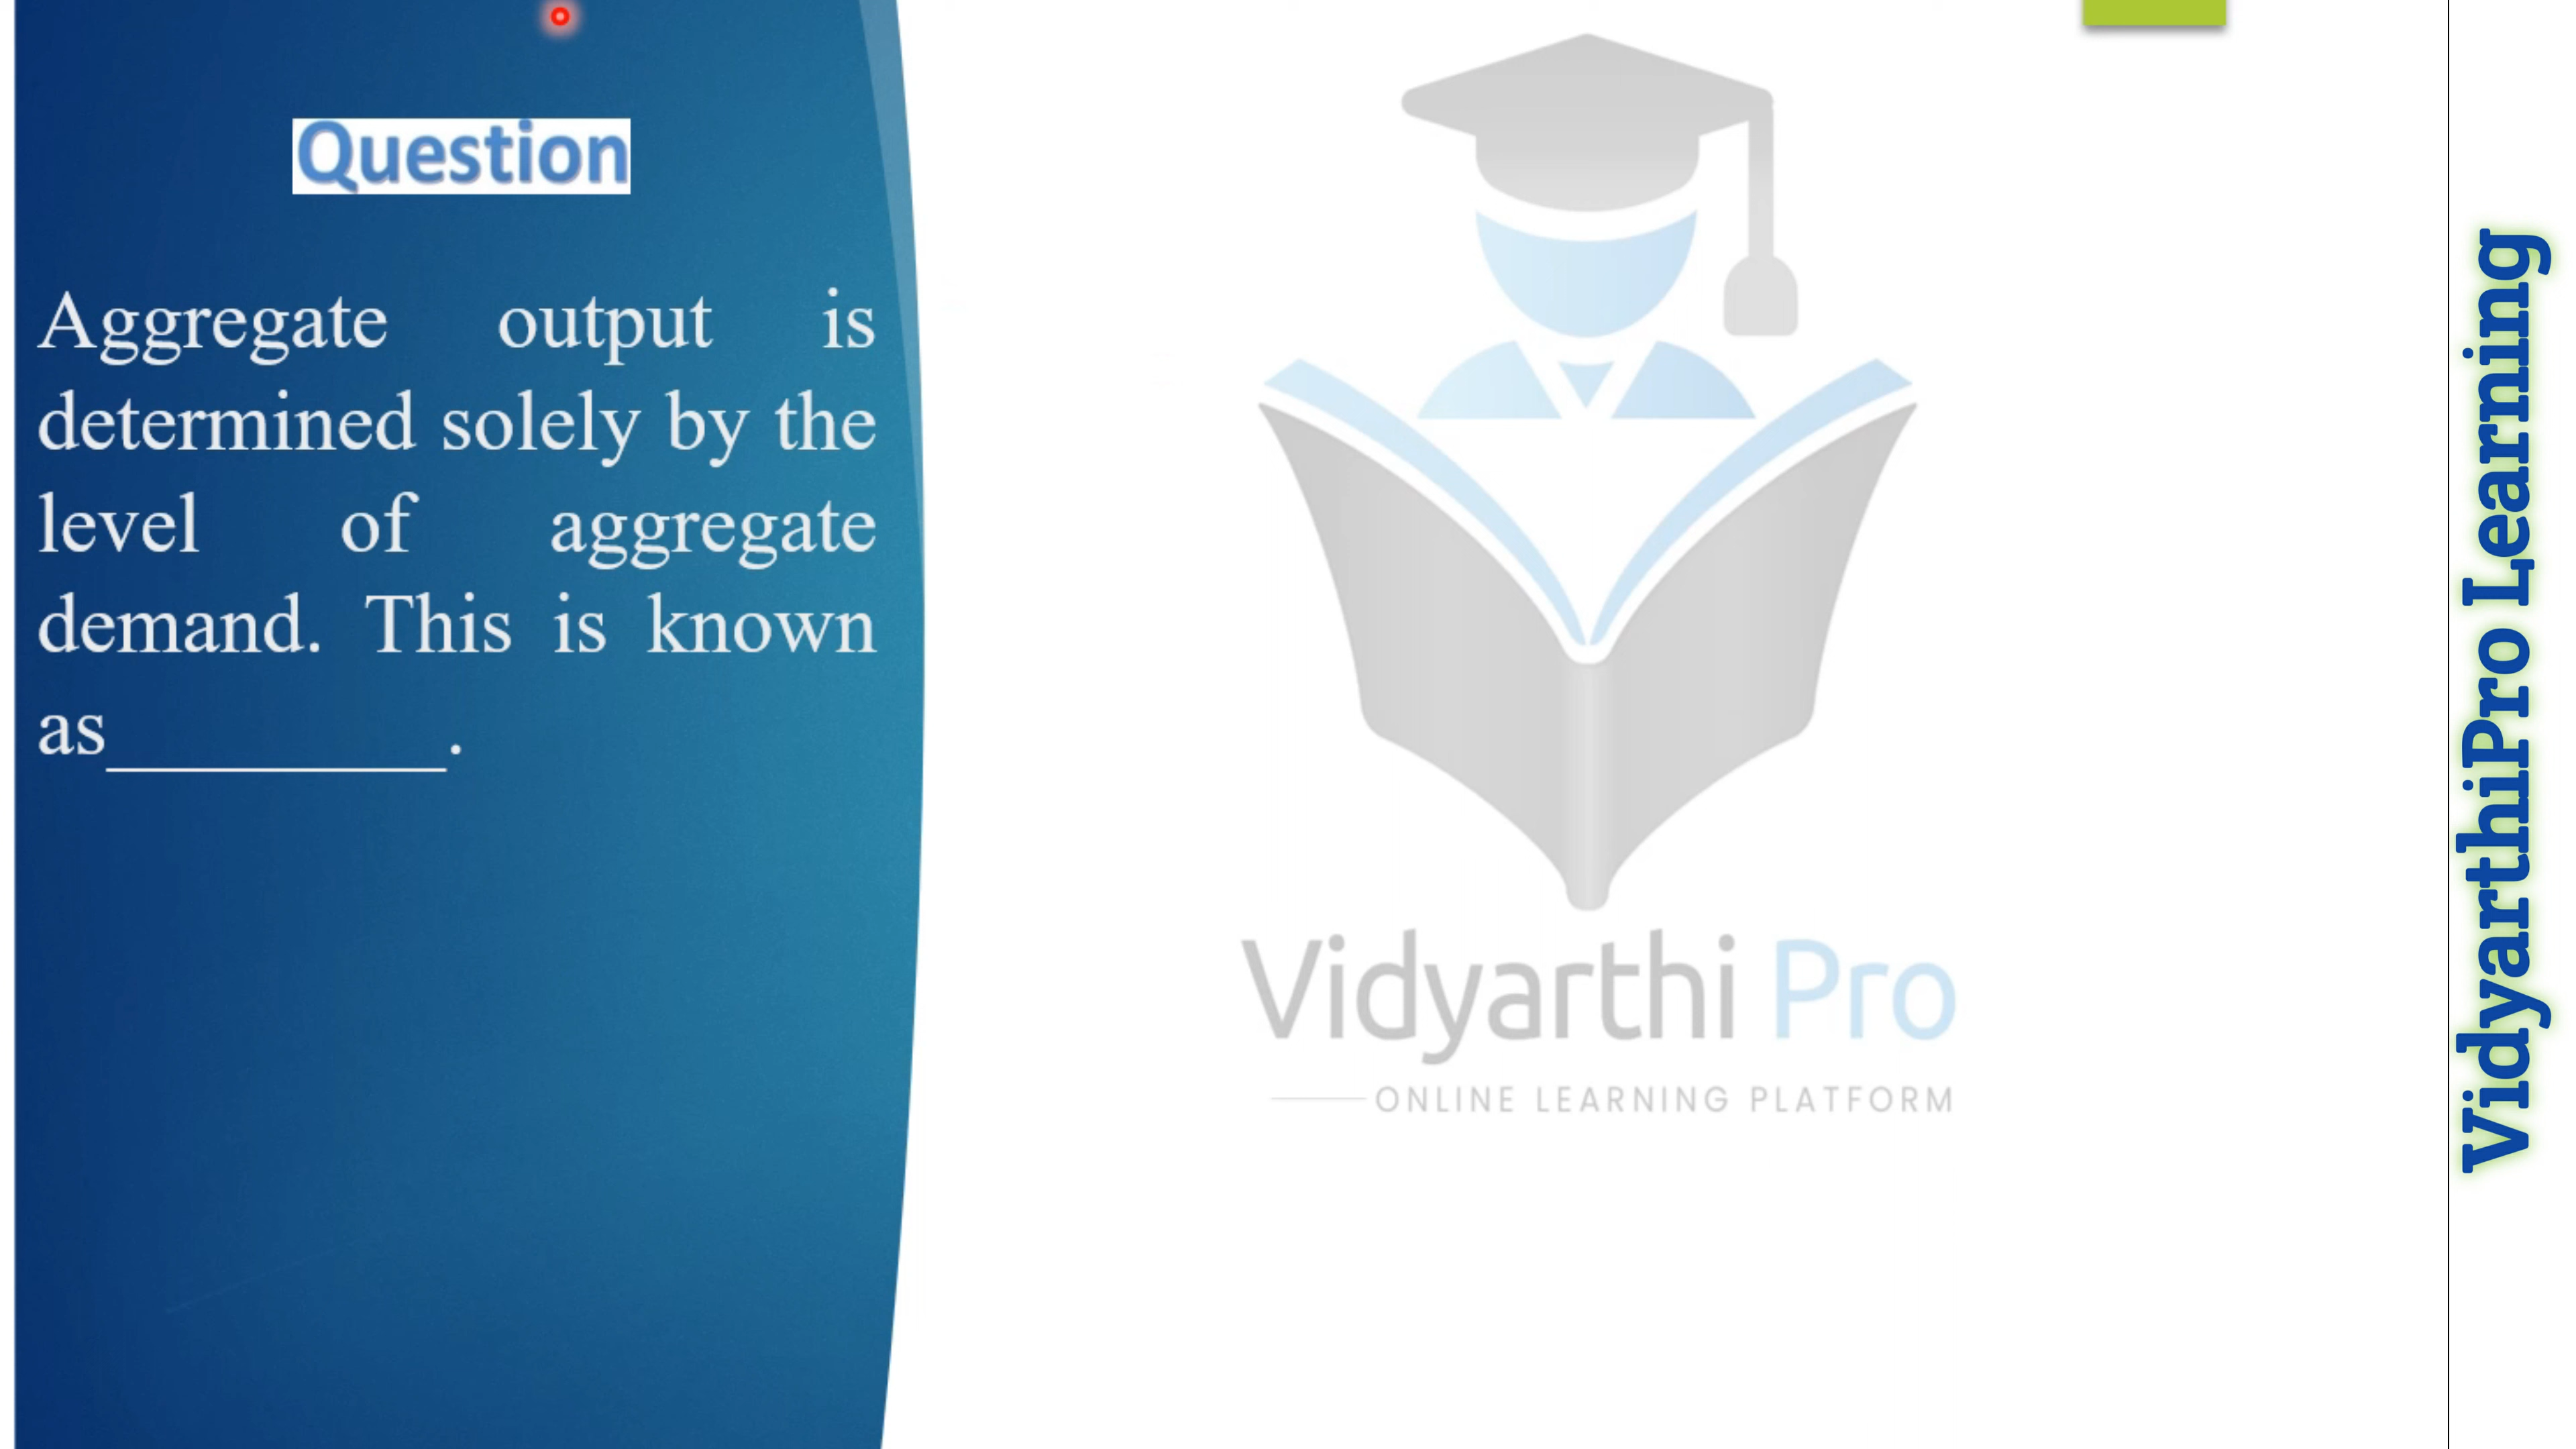 Question
Aggregate output is
determined solely by the
level of aggregate
demand. This is known
as_________.
Vidyarthi Pro
ONLINE LEARNING PLATFORM
VidyarthiPro Learning